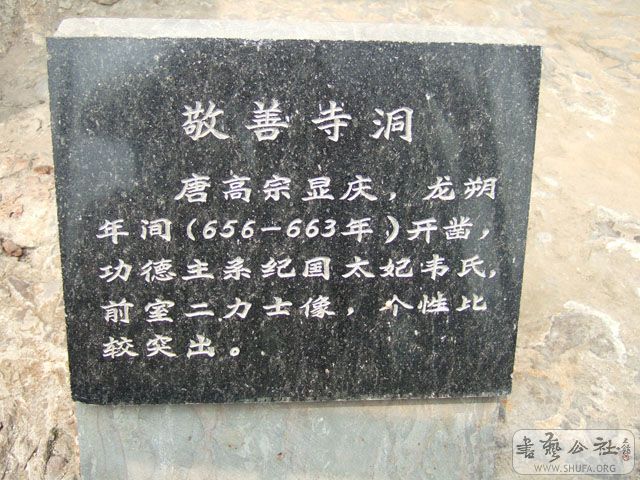 敬善寺洞
唐高宗显庆，龙朔
年间(656-663年)开凿，
功德主系纪国太妃韦氏，
前室二力士像，个性比
较突出。
書藝公社
WWW.SHUFA.ORG